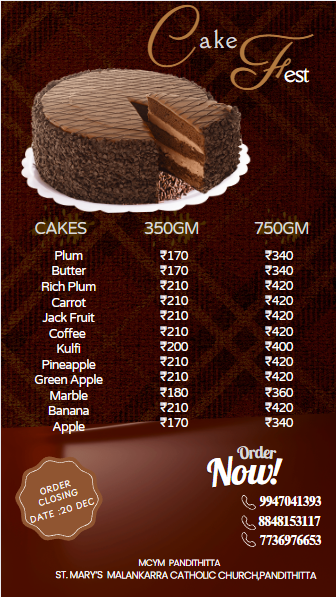 Cake
Fest
CAKES 350GM 750GM
Plum ₹170 ₹340
Butter ₹170 ₹340
Rich Plum ₹210 ₹420
Carrot ₹210 ₹420
Jack Fruit ₹210 ₹420
Coffee ₹210 ₹420
Kulfi ₹200 ₹400
Pineapple ₹210 ₹420
Green Apple ₹210 ₹420
Marble ₹180 ₹360
Banana ₹210 ₹420
Apple ₹170 ₹340
Order
Now!
ORDER
CLOSING
DATE :20 DEC
9947041393
8848153117
7736976653
MCYM PANDITHITTA
ST. MARY'S MALANKARRA CATHOLIC CHURCH,PANDITHITTA